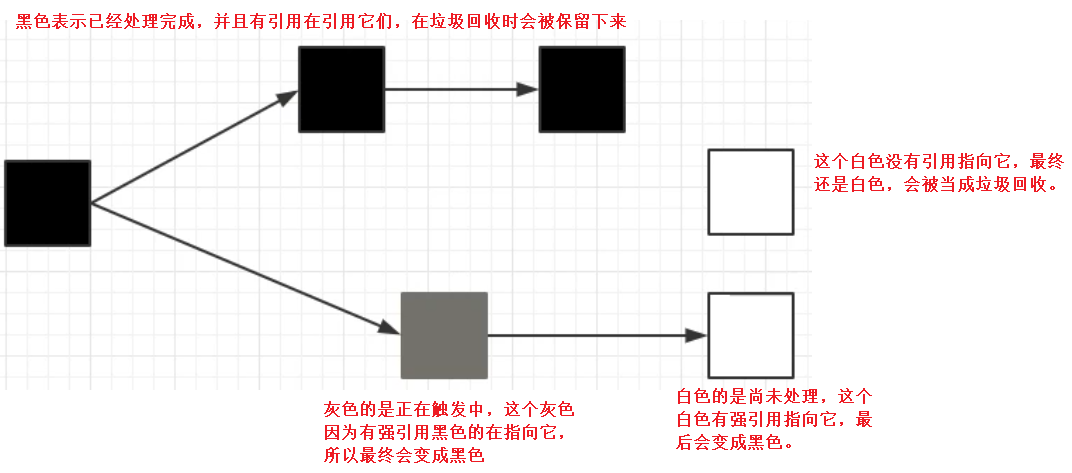 黑色表示已经处理完成，并且有引用在引用它们，在垃圾回收时会被保留下来
这个白色没有引用指向它，最终
还是白色，会被当成垃圾回收。
灰色的是正在触发中，这个灰色
因为有强引用黑色的在指向它，
所以最终会变成黑色
白色的是尚未处理，这个
白色有强引用指向它，最
后会变成黑色。